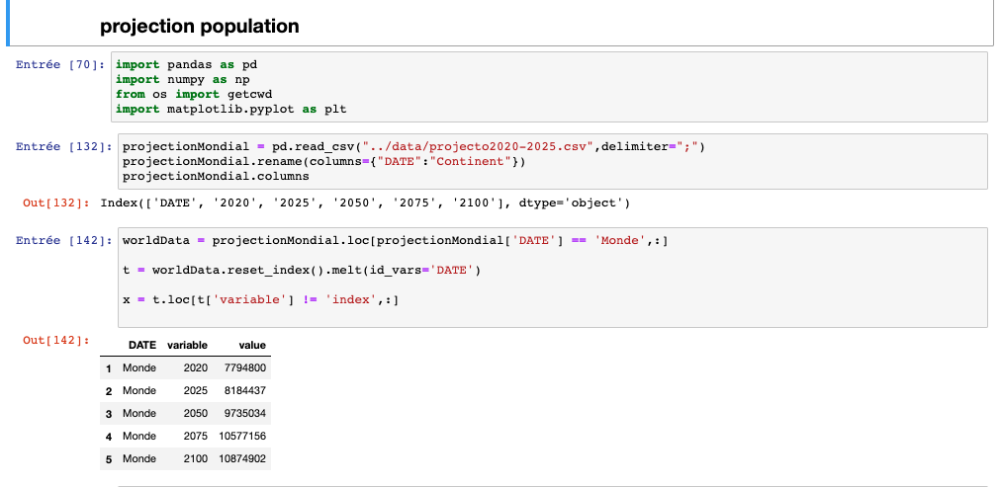 projection population
Entrée [70]:
import pandas as pd
import numpy as np
from os import getcwd
import matplotlib.pyplot as plt
Entrée [132]:
projectionMondial = pd.read_csv("../data/projecto2020-2025.csv",delimiter=";")
projectionMondial.rename(columns={"DATE":"Continent"})
projectionMondial.columns
Out[132]: Index(['DATE', '2020', '2025', '2050', '2075', '2100'], dtype='object')
Entrée [142]:
worldData = projectionMondial.loc[projectionMondial['DATE'] == 'Monde',:]
t = worldData.reset_index().melt(id_vars='DATE')
x = t.loc[t['variable'] != 'index',:]
Out[142]:
DATE variable value
1 Monde 2020 7794800
2 Monde 2025 8184437
3 Monde 2050 9735034
4 Monde 2075 10577156
5 Monde 2100 10874902